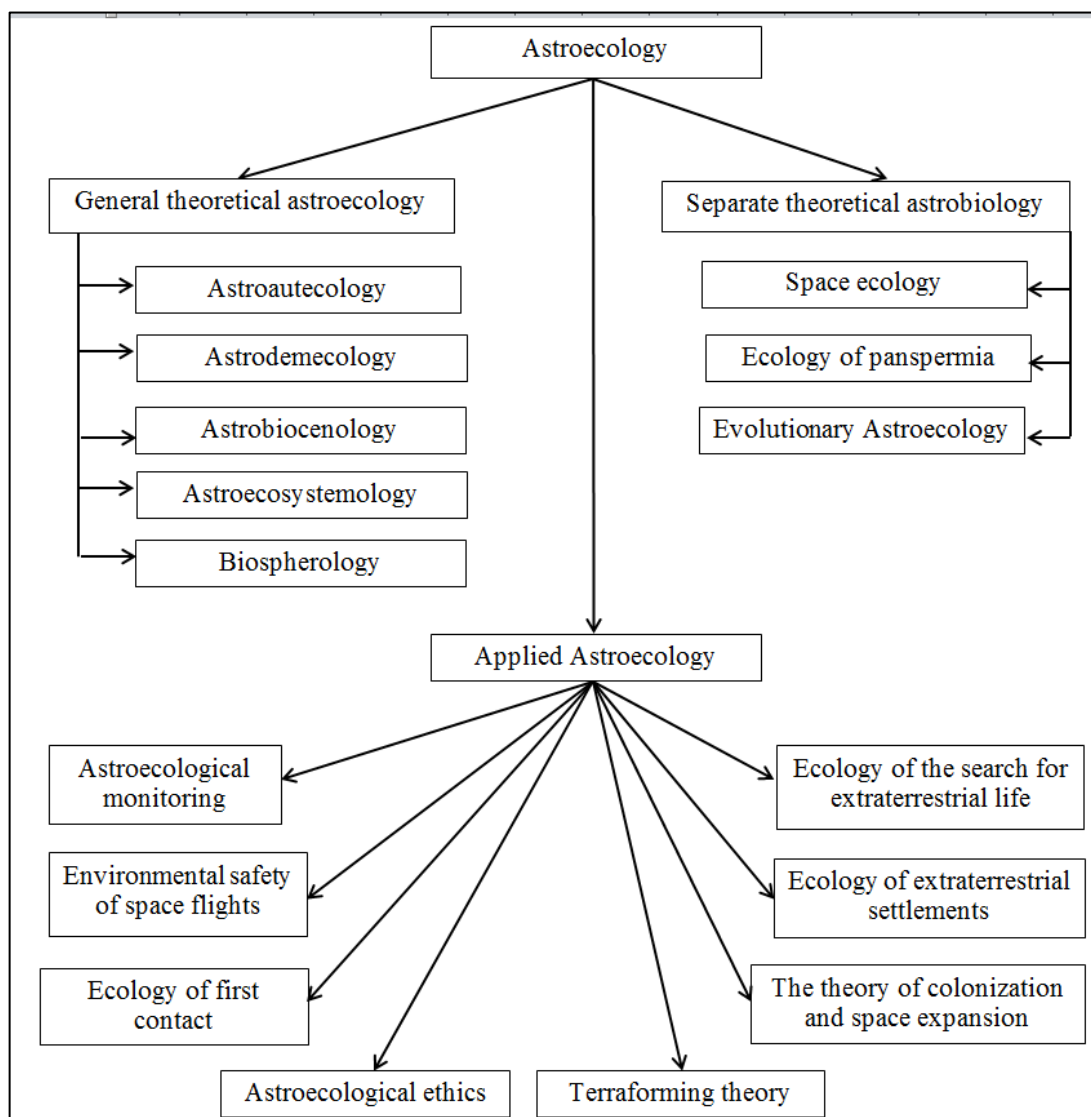 Astroecology
General theoretical astroecology
Separate theoretical astrobiology
Astroautecology
Astrodemecology
Astrobiocenology
Astroecosystemology
Biospherology
Space ecology
Ecology of panspermia
Evolutionary Astroecology
Applied Astroecology
Astroecological
monitoring
Environmental safety
of space flights
Ecology of first
contact
Astroecological ethics
Terraforming theory
Ecology of the search for
extraterrestrial life
Ecology of extraterrestrial
settlements
The theory of colonization
and space expansion